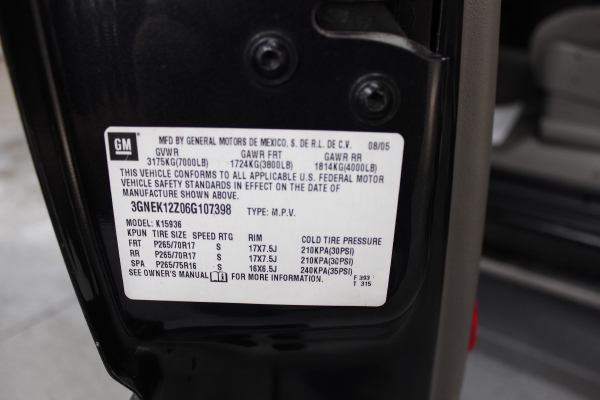 GM
MFD BY GENERAL MOTORS DE MEXICO, S. DE R.L. DE C.V. 08/05
GVWR GAWR FRT GAWR RR
3175KG(7000LB) 1724KG(3800LB) 1814KG(4000LB)
THIS VEHICLE CONFORMS TO ALL APPLICABLE U.S. FEDERAL MOTOR
VEHICLE SAFETY STANDARDS IN EFFECT ON THE DATE OF
MANUFACTURE SHOWN ABOVE.
3GNEK12Z06G107398 TYPE: M.P.V.
MODEL: K15936
KPUN TIRE SIZE SPEED RTG RIM COLD TIRE PRESSURE
FRT P265/70R17 S 17X7.5J 210KPA(30PSI)
RR P265/70R17 S 17X7.5J 210KPA(30PSI)
SPA P265/75R16 S 16X6.5J 240KPA(35PSI)
SEE OWNER'S MANUAL FOR MORE INFORMATION. F 393
T 315